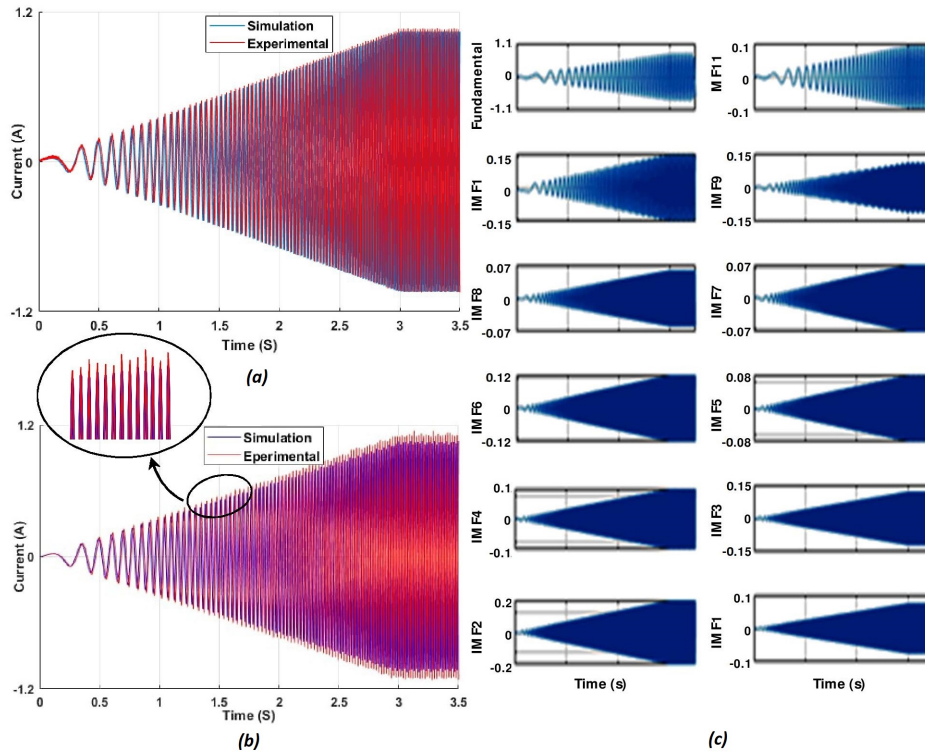 1.2
0
-1.2
Current (A)
Simulation
Experimental
0 0.5 1 1.5 2 2.5 3 3.5
Time (S)
(a)
1.2
0
-1.2
Current (A)
Simulation
Eperimental
0 0.5 1 1.5 2 2.5 3 3.5
Time (S)
(b)
Fundamental
1.1
0
-1.1
M F11
0.1
0
-0.1
IM F1
0.15
0
-0.15
IM F9
0.15
0
-0.15
IM F8
0.07
0
-0.07
IM F7
0.07
0
-0.07
IM F6
0.12
0
-0.12
IM F5
0.08
0
-0.08
IM F4
0.1
0
-0.1
IM F3
0.15
0
-0.15
IM F2
0.2
0
-0.2
IM F1
0.1
0
-0.1
Time (s)
Time (s)
(c)